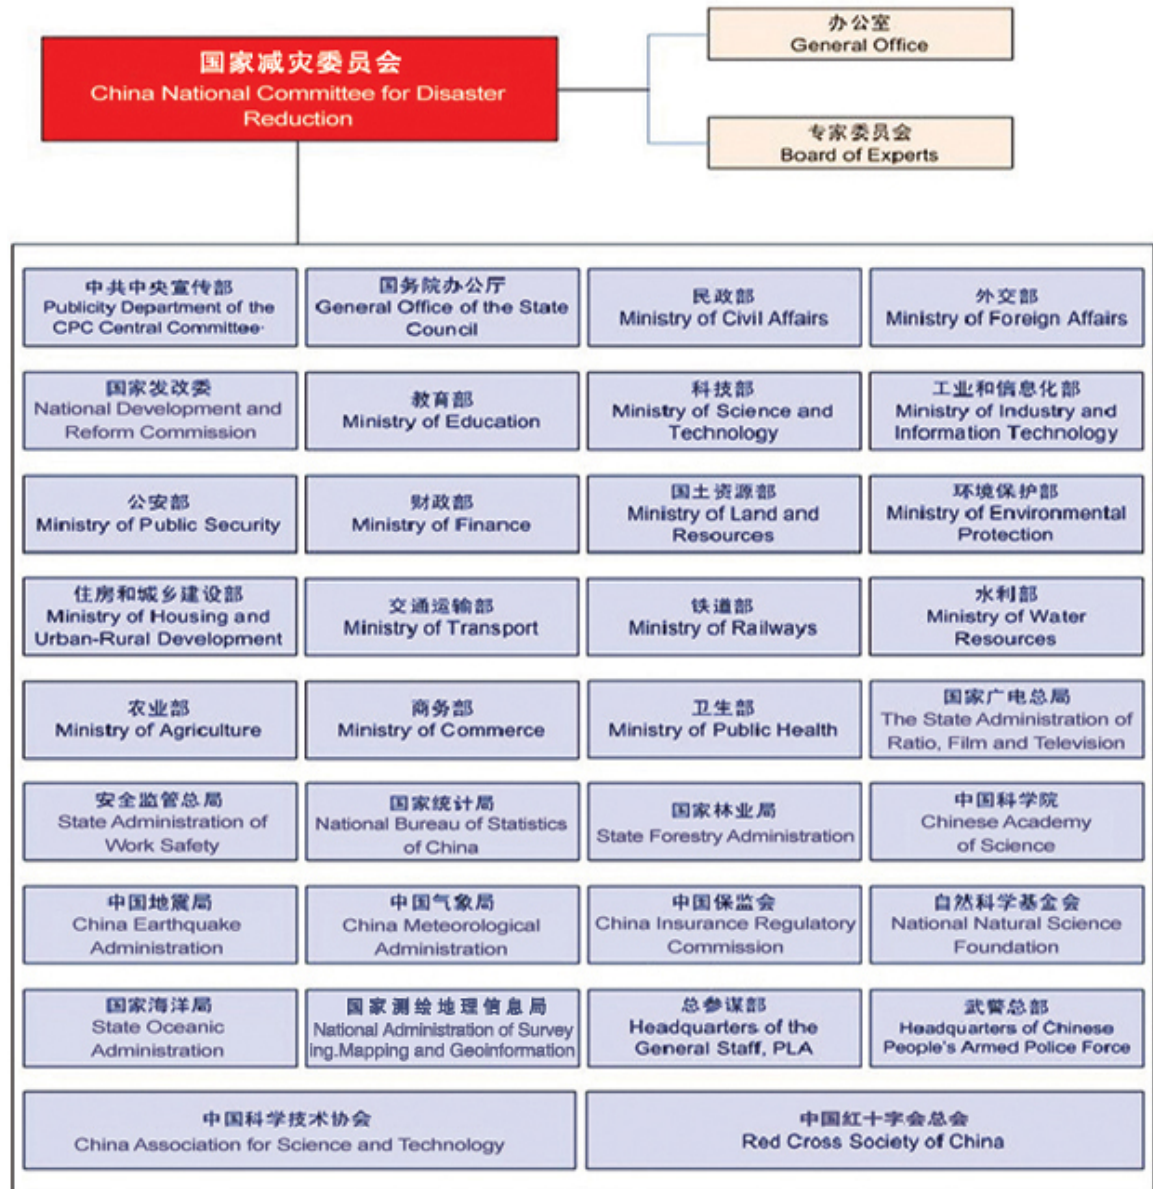 国家减灾委员会
China National Committee for Disaster
Reduction
办公室
General Office
专家委员会
Board of Experts
中共中央宣传部
Publicity Department of the
CPC Central Committee·
国务院办公厅
General Office of the State
Council
民政部
Ministry of Civil Affairs
外交部
Ministry of Foreign Affairs
国家发改委
National Development and
Reform Commission
教育部
Ministry of Education
科技部
Ministry of Science and
Technology
工业和信息化部
Ministry of Industry and
Information Technology
公安部
Ministry of Public Security
财政部
Ministry of Finance
国土资源部
Ministry of Land and
Resources
环境保护部
Ministry of Environmental
Protection
住房和城乡建设部
Ministry of Housing and
Urban-Rural Development
交通运输部
Ministry of Transport
铁道部
Ministry of Railways
水利部
Ministry of Water
Resources
农业部
Ministry of Agriculture
商务部
Ministry of Commerce
卫生部
Ministry of Public Health
国家广电总局
The State Administration of
Ratio, Film and Television
安全监管总局
State Administration of
Work Safety
国家统计局
National Bureau of Statistics
of China
国家林业局
State Forestry Administration
中国科学院
Chinese Academy
of Science
中国地震局
China Earthquake
Administration
中国气象局
China Meteorological
Administration
中国保监会
China Insurance Regulatory
Commission
自然科学基金会
National Natural Science
Foundation
国家海洋局
State Oceanic
Administration
国家测绘地理信息局
National Administration of Survey
ing.Mapping and Geoinformation
总参谋部
Headquarters of the
General Staff, PLA
武警总部
Headquarters of Chinese
People's Armed Police Force
中国科学技术协会
China Association for Science and Technology
中国红十字会总会
Red Cross Society of China